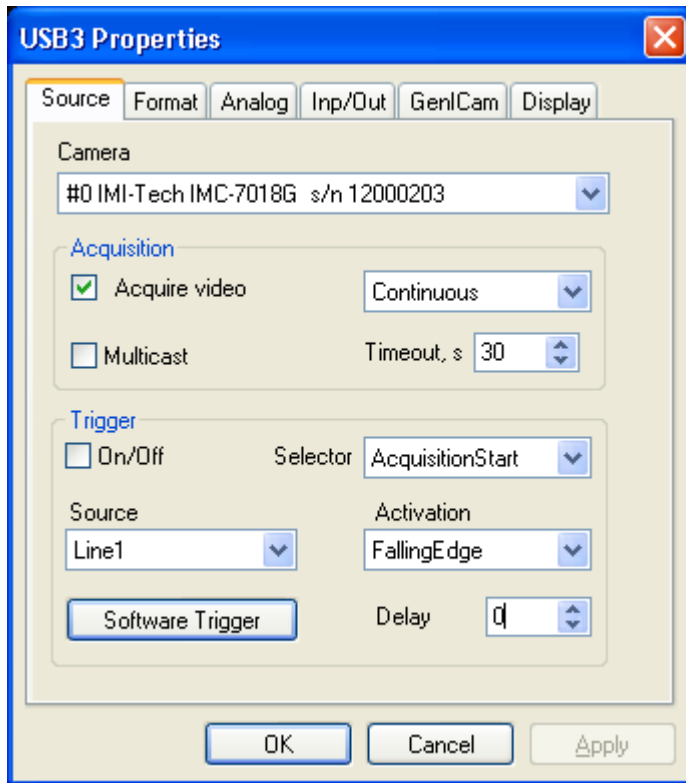 USB3 Properties
Source Format Analog Inp/Out GenICam Display
Camera
#0 IMI-Tech IMC-7018G s/n 12000203
Acquisition
Acquire video Continuous
Multicast Timeout, s 30
Trigger
On/Off Selector AcquisitionStart
Source Activation
Line1 FallingEdge
Software Trigger Delay 0
OK Cancel Apply